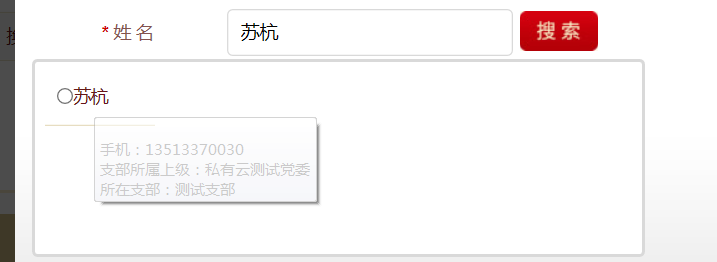 * 姓 名
苏杭
搜 索
苏杭
手机：13513370030
支部所属上级：私有云测试党委
所在支部：测试支部